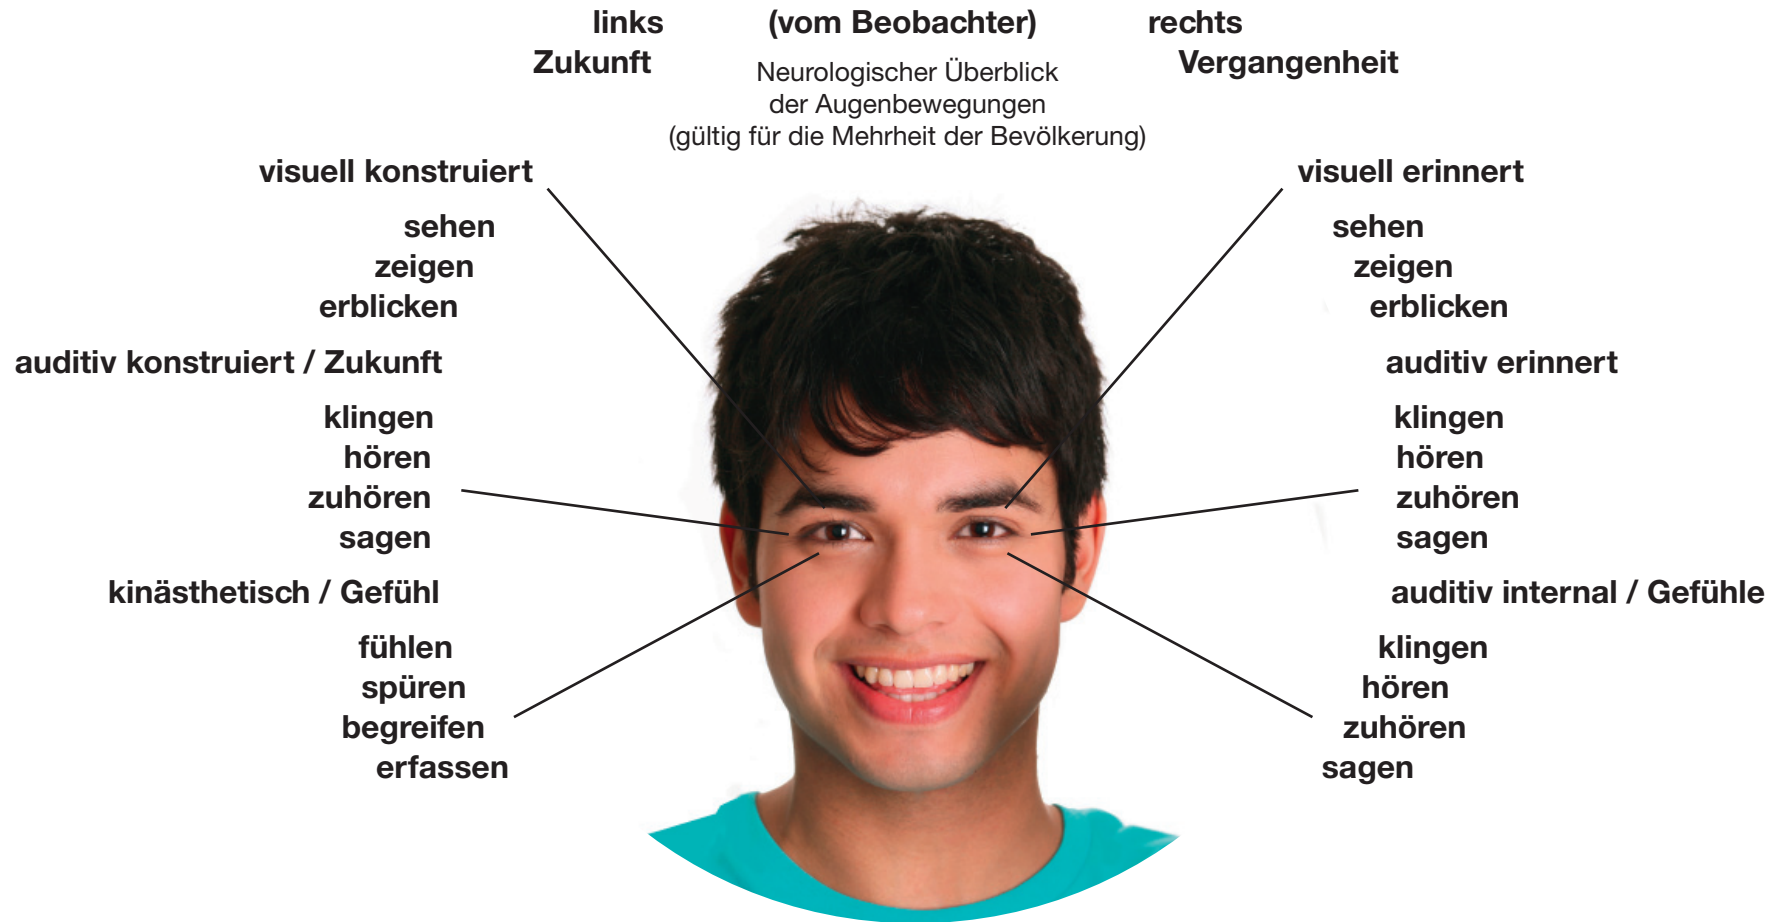 links (vom Beobachter) rechts
Zukunft Vergangenheit
Neurologischer Überblick
der Augenbewegungen
(gültig für die Mehrheit der Bevölkerung)
visuell konstruiert
sehen
zeigen
erblicken
auditiv konstruiert / Zukunft
klingen
hören
zuhören
sagen
kinästhetisch / Gefühl
fühlen
spüren
begreifen
erfassen
visuell erinnert
sehen
zeigen
erblicken
auditiv erinnert
klingen
hören
zuhören
sagen
auditiv internal / Gefühle
klingen
hören
zuhören
sagen